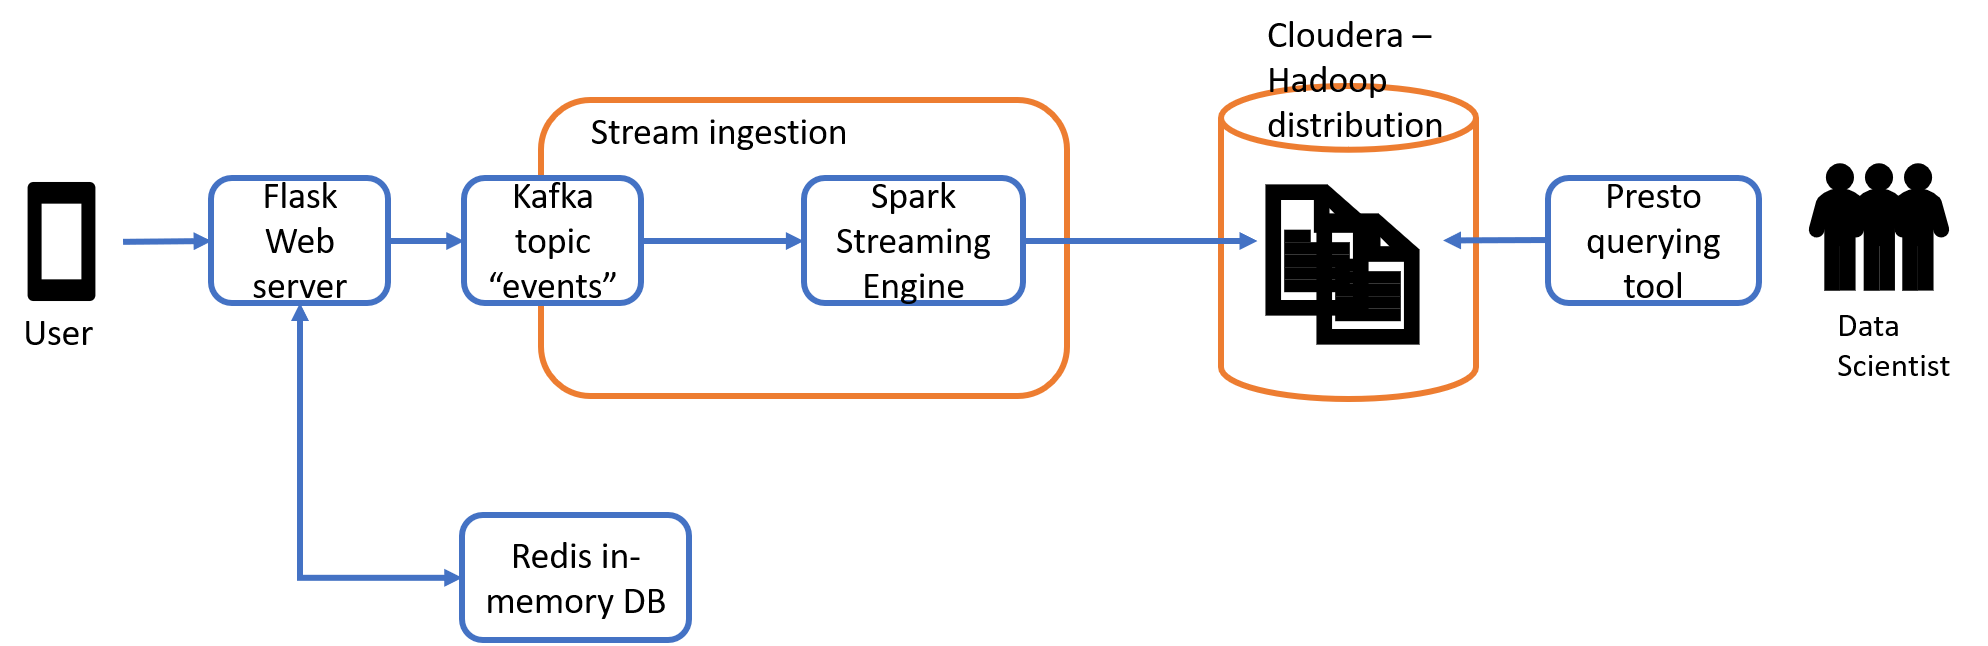 User
Flask
Web
server
Stream ingestion
Kafka
topic
“events”
Spark
Streaming
Engine
Redis in-
memory DB
Cloudera –
Hadoop
distribution
Presto
querying
tool
Data
Scientist